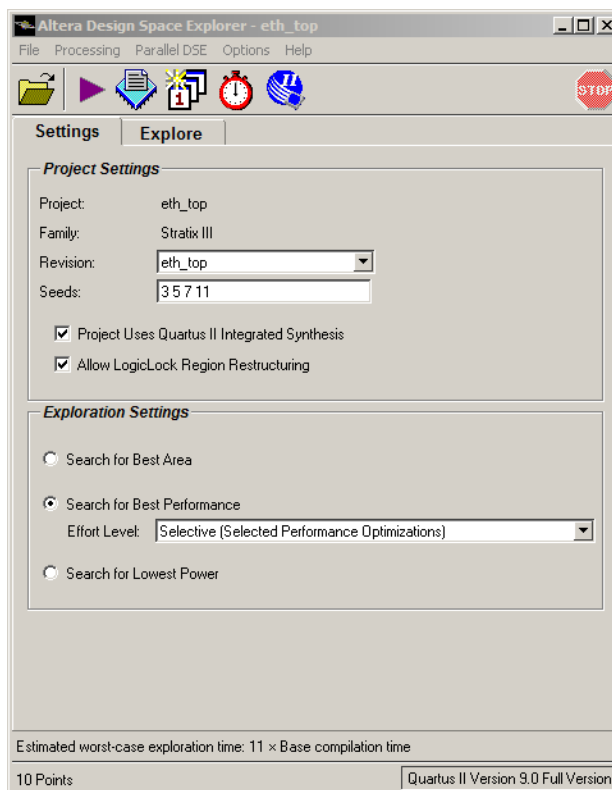 Altera Design Space Explorer - eth_top
File Processing Parallel DSE Options Help
1
STOP
Settings Explore
Project Settings
Project: eth_top
Family: Stratix III
Revision: eth_top
Seeds: 3 5 7 11
Project Uses Quartus II Integrated Synthesis
Allow LogicLock Region Restructuring
Exploration Settings
Search for Best Area
Search for Best Performance
Effort Level: Selective (Selected Performance Optimizations)
Search for Lowest Power
Estimated worst-case exploration time: 11 × Base compilation time
10 Points Quartus II Version 9.0 Full Version